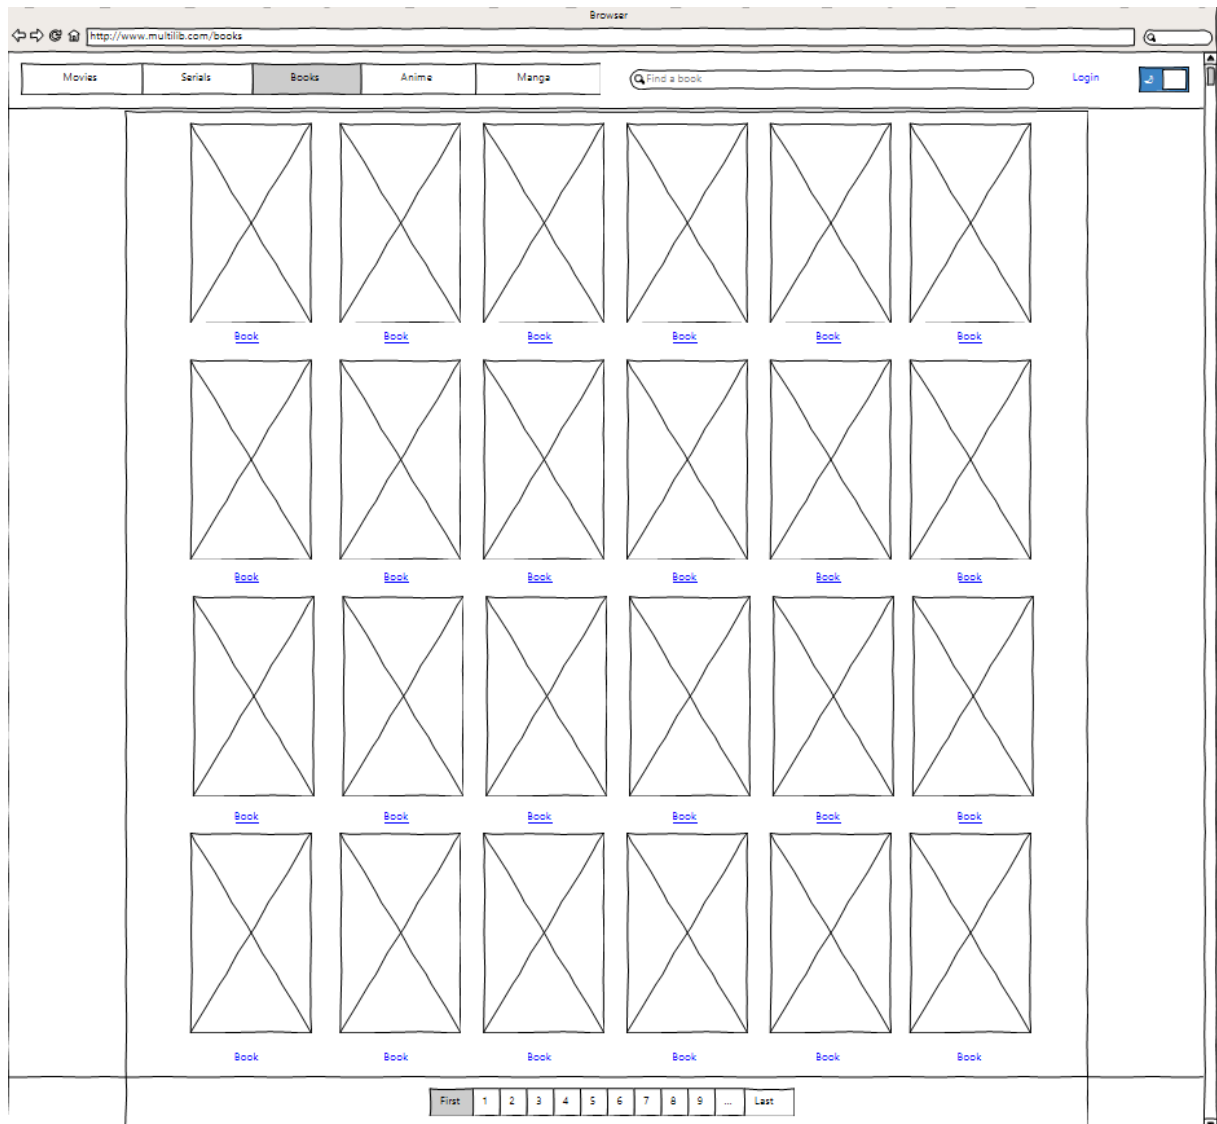 Browser
http://www.multilib.com/books
Movies Serials Books Anime Manga Find a book Login
Book Book Book Book Book Book
Book Book Book Book Book Book
Book Book Book Book Book Book
Book Book Book Book Book Book
First 1 2 3 4 5 6 7 8 9 ... Last